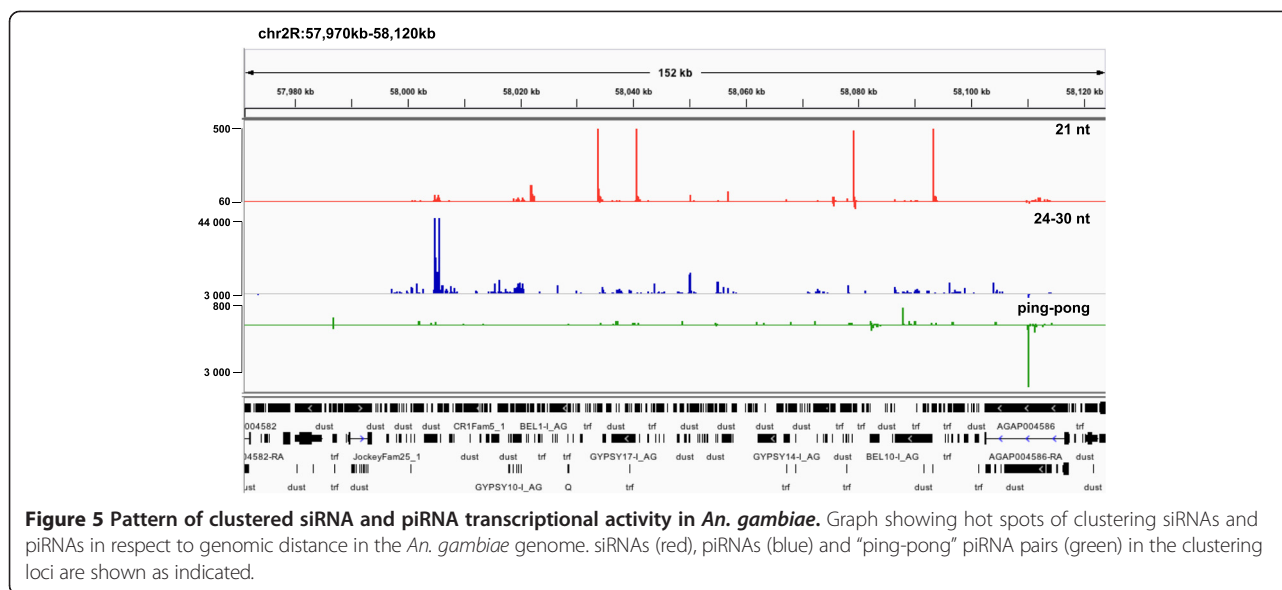 chr2R:57,970kb-58,120kb
152 kb
57,980 kb 58,000 kb 58,020 kb 58,040 kb 58,060 kb 58,080 kb 58,100 kb 58,120 kb
500
21 nt
60
44 000
24-30 nt
3 000
800
ping-pong
3 000
004582 dust dust dust dust CR1Fam5_1 BEL1-I_AG trf dust trf dust dust dust dust trf trf dust trf dust AGAP004586 trf
04582-RA trf JockeyFam25_1 dust dust trf trf GYPSY17-I_AG dust dust GYPSY14-I_AG trf BEL10-I_AG trf AGAP004586-RA dust
ust dust trf dust GYPSY10-I_AG Q trf trf trf dust trf dust dust
Figure 5 Pattern of clustered siRNA and piRNA transcriptional activity in An. gambiae. Graph showing hot spots of clustering siRNAs and
piRNAs in respect to genomic distance in the An. gambiae genome. siRNAs (red), piRNAs (blue) and “ping-pong” piRNA pairs (green) in the clustering
loci are shown as indicated.